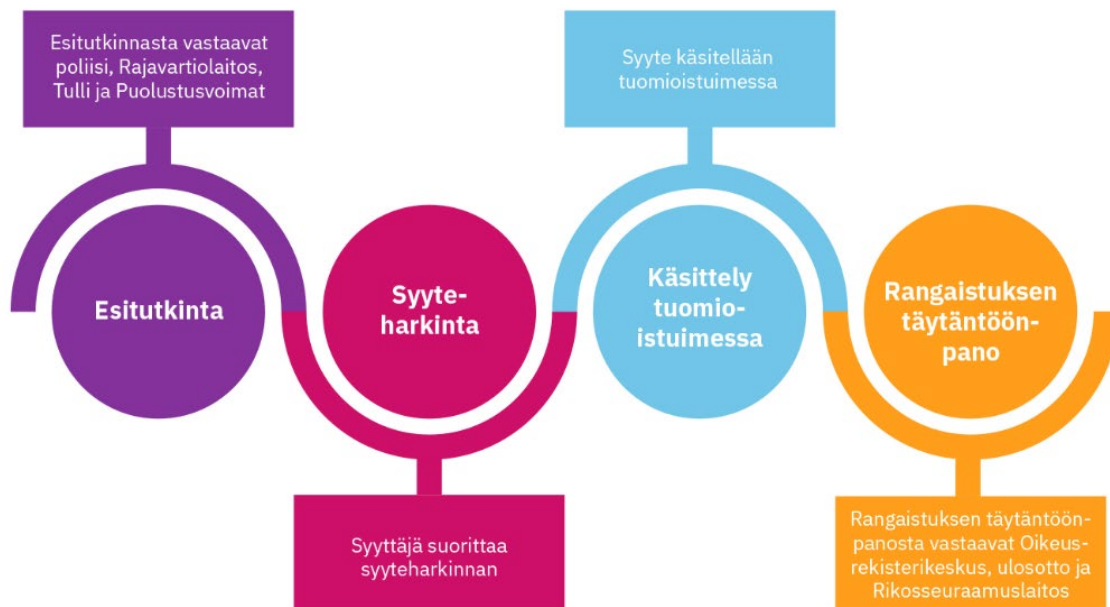 Esitutkinnasta vastaavat
poliisi, Rajavartiolaitos,
Tulli ja Puolustusvoimat
Esitutkinta
Syyte-
harkinta
Syyttäjä suorittaa
syyteharkinnan
Syyte käsitellään
tuomioistuimessa
Käsittely
tuomio-
istuimessa
Rangaistuksen
täytäntöön-
pano
Rangaistuksen täytäntöön-
panosta vastaavat Oikeus-
rekisterikeskus, ulosotto ja
Rikosseuraamuslaitos